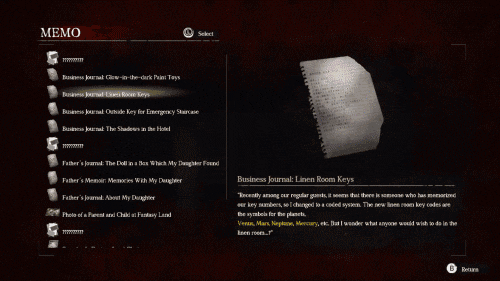 MEMO
Select
??????????
Business Journal: Glow-in-the-dark Paint Toys
Business Journal: Linen Room Keys
Business Journal: Outside Key for Emergency Staircase
Business Journal: The Shadows in the Hotel
??????????
Father's Journal: The Doll in a Box Which My Daughter Found
Father's Memoir: Memories With My Daughter
Father's Journal: About My Daughter
Photo of a Parent and Child at Fantasy Land
??????????
Business Journal: Linen Room Keys
"Recently among our regular guests, it seems that there is someone who has memorized
our key numbers, so I changed to a coded system. The new linen room key codes are
the symbols for the planets,
Venus, Mars, Neptune, Mercury, etc. But I wonder what anyone would wish to do in the
linen room...?"
B Return